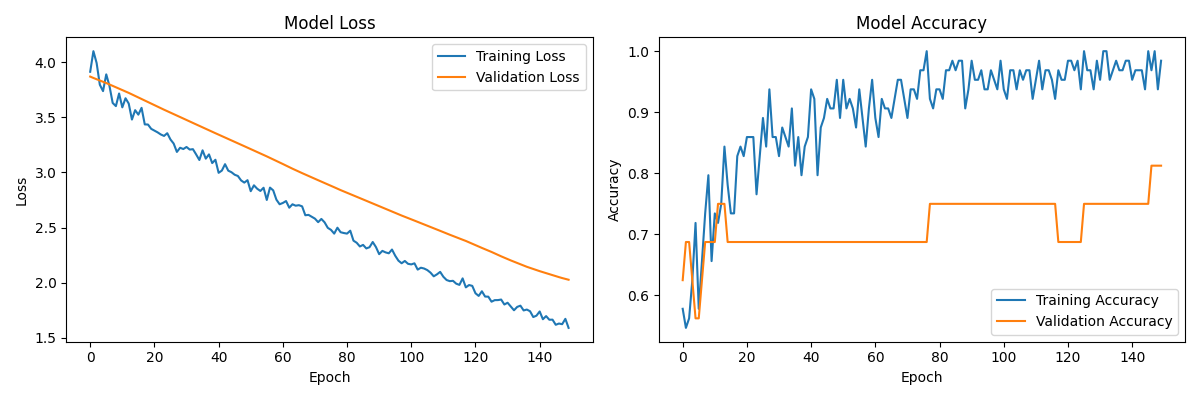 Model Loss
Training Loss
Validation Loss
4.0
3.5
3.0
2.5
2.0
1.5
Loss
0 20 40 60 80 100 120 140
Epoch
Model Accuracy
1.0
0.9
0.8
0.7
0.6
Accuracy
Training Accuracy
Validation Accuracy
0 20 40 60 80 100 120 140
Epoch